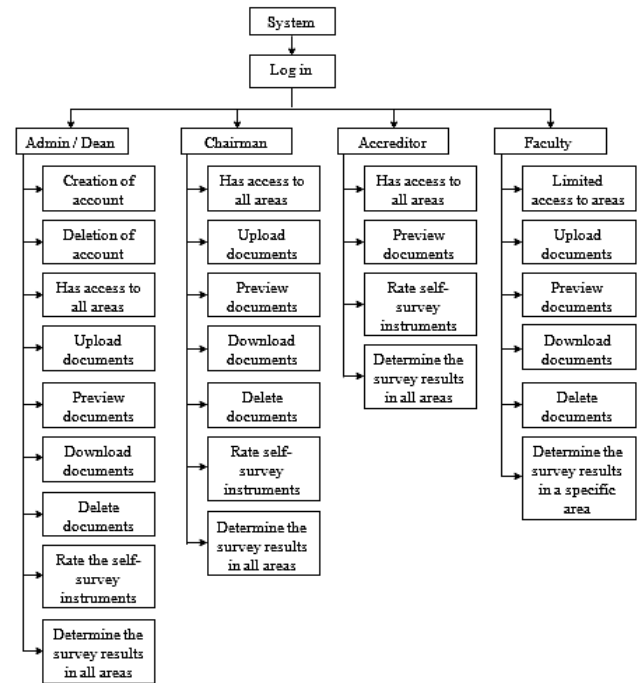 System
Log in
Admin / Dean
Creation of
account
Deletion of
account
Has access to
all areas
Upload
documents
Preview
documents
Download
documents
Delete
documents
Rate the self-
survey
instruments
Determine the
survey results
in all areas
Chairman
Has access to
all areas
Upload
documents
Preview
documents
Download
documents
Delete
documents
Rate self-
survey
instruments
Determine the
survey results
in all areas
Accreditor
Has access to
all areas
Preview
documents
Rate self-
survey
instruments
Determine the
survey results
in all areas
Faculty
Limited
access to areas
Upload
documents
Preview
documents
Download
documents
Delete
documents
Determine the
survey results
in a specific
area